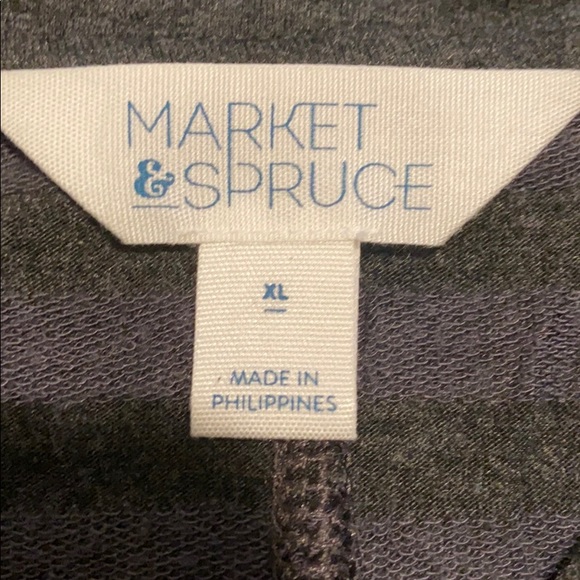 MARKET
&SPRUCE
XL
MADE IN
PHILIPPINES